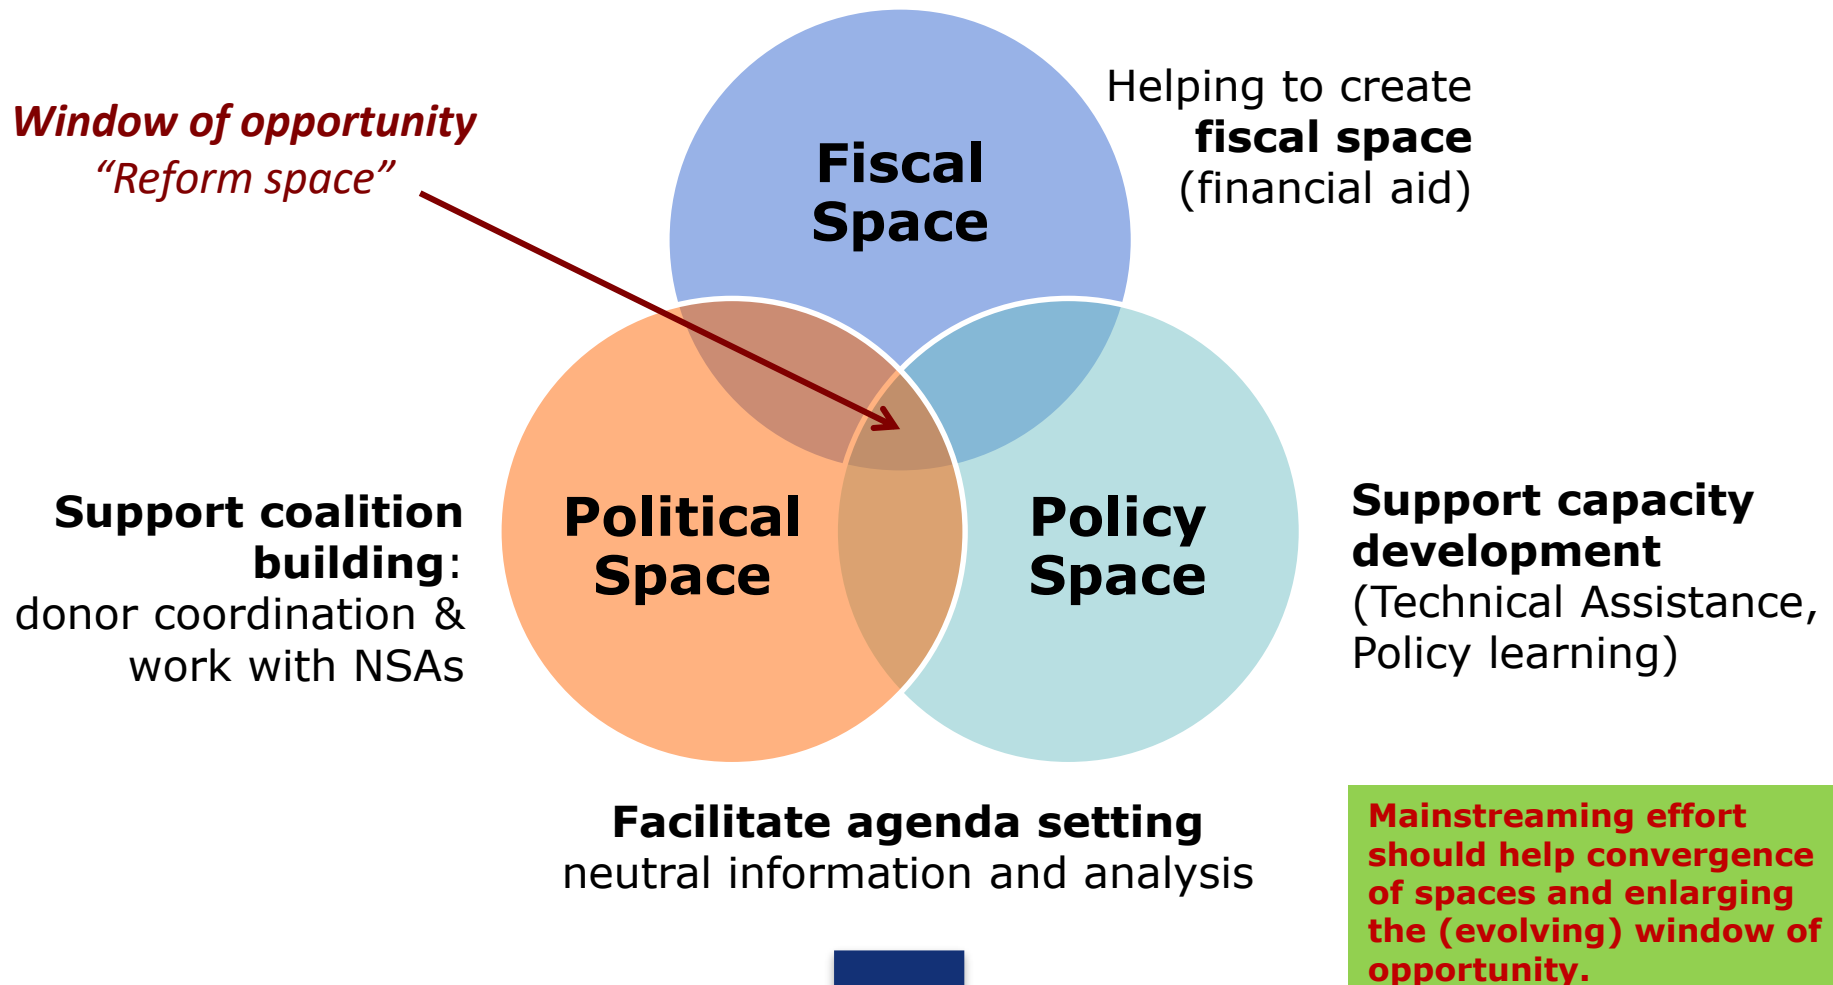 Window of opportunity
“Reform space”
Fiscal
Space
Helping to create
fiscal space
(financial aid)
Support coalition
building:
donor coordination &
work with NSAs
Political
Space
Policy
Space
Support capacity
development
(Technical Assistance,
Policy learning)
Facilitate agenda setting
neutral information and analysis
Mainstreaming effort
should help convergence
of spaces and enlarging
the (evolving) window of
opportunity.